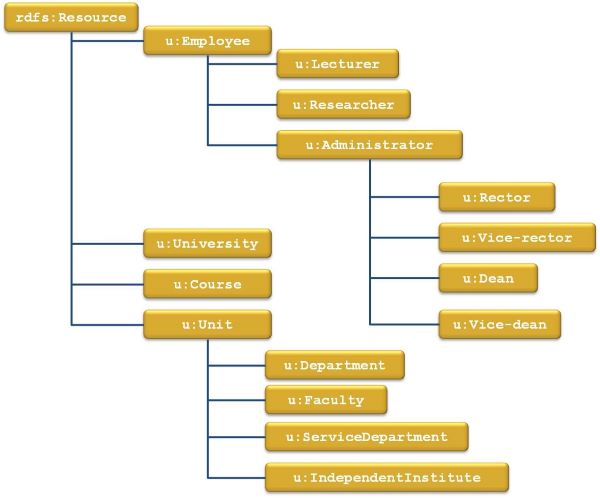 rdfs:Resource
u:Employee
u:Lecturer
u:Researcher
u:Administrator
u:Rector
u:Vice-rector
u:Dean
u:Vice-dean
u:University
u:Course
u:Unit
u:Department
u:Faculty
u:ServiceDepartment
u:IndependentInstitute